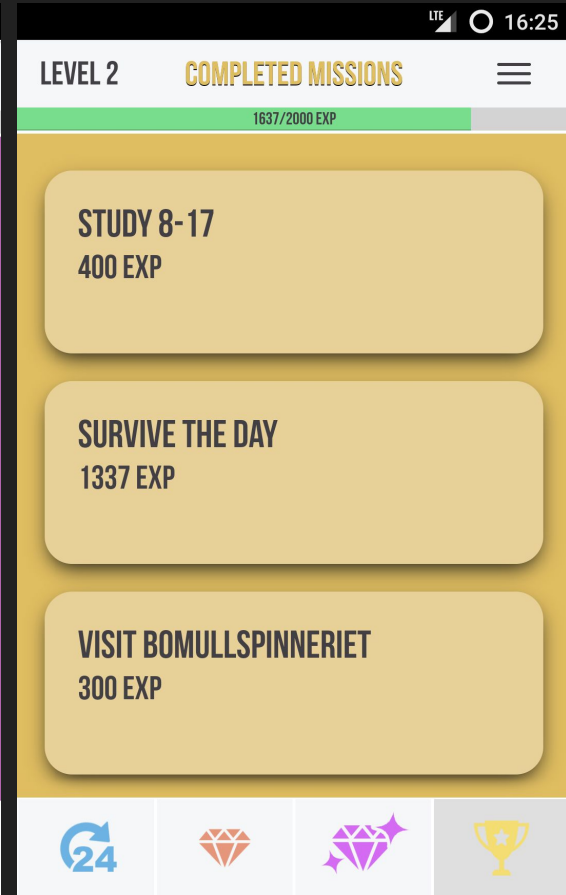 LTE 16:25
LEVEL 2 COMPLETED MISSIONS
1637/2000 EXP
STUDY 8-17
400 EXP
SURVIVE THE DAY
1337 EXP
VISIT BOMULLSPINNERIET
300 EXP
24